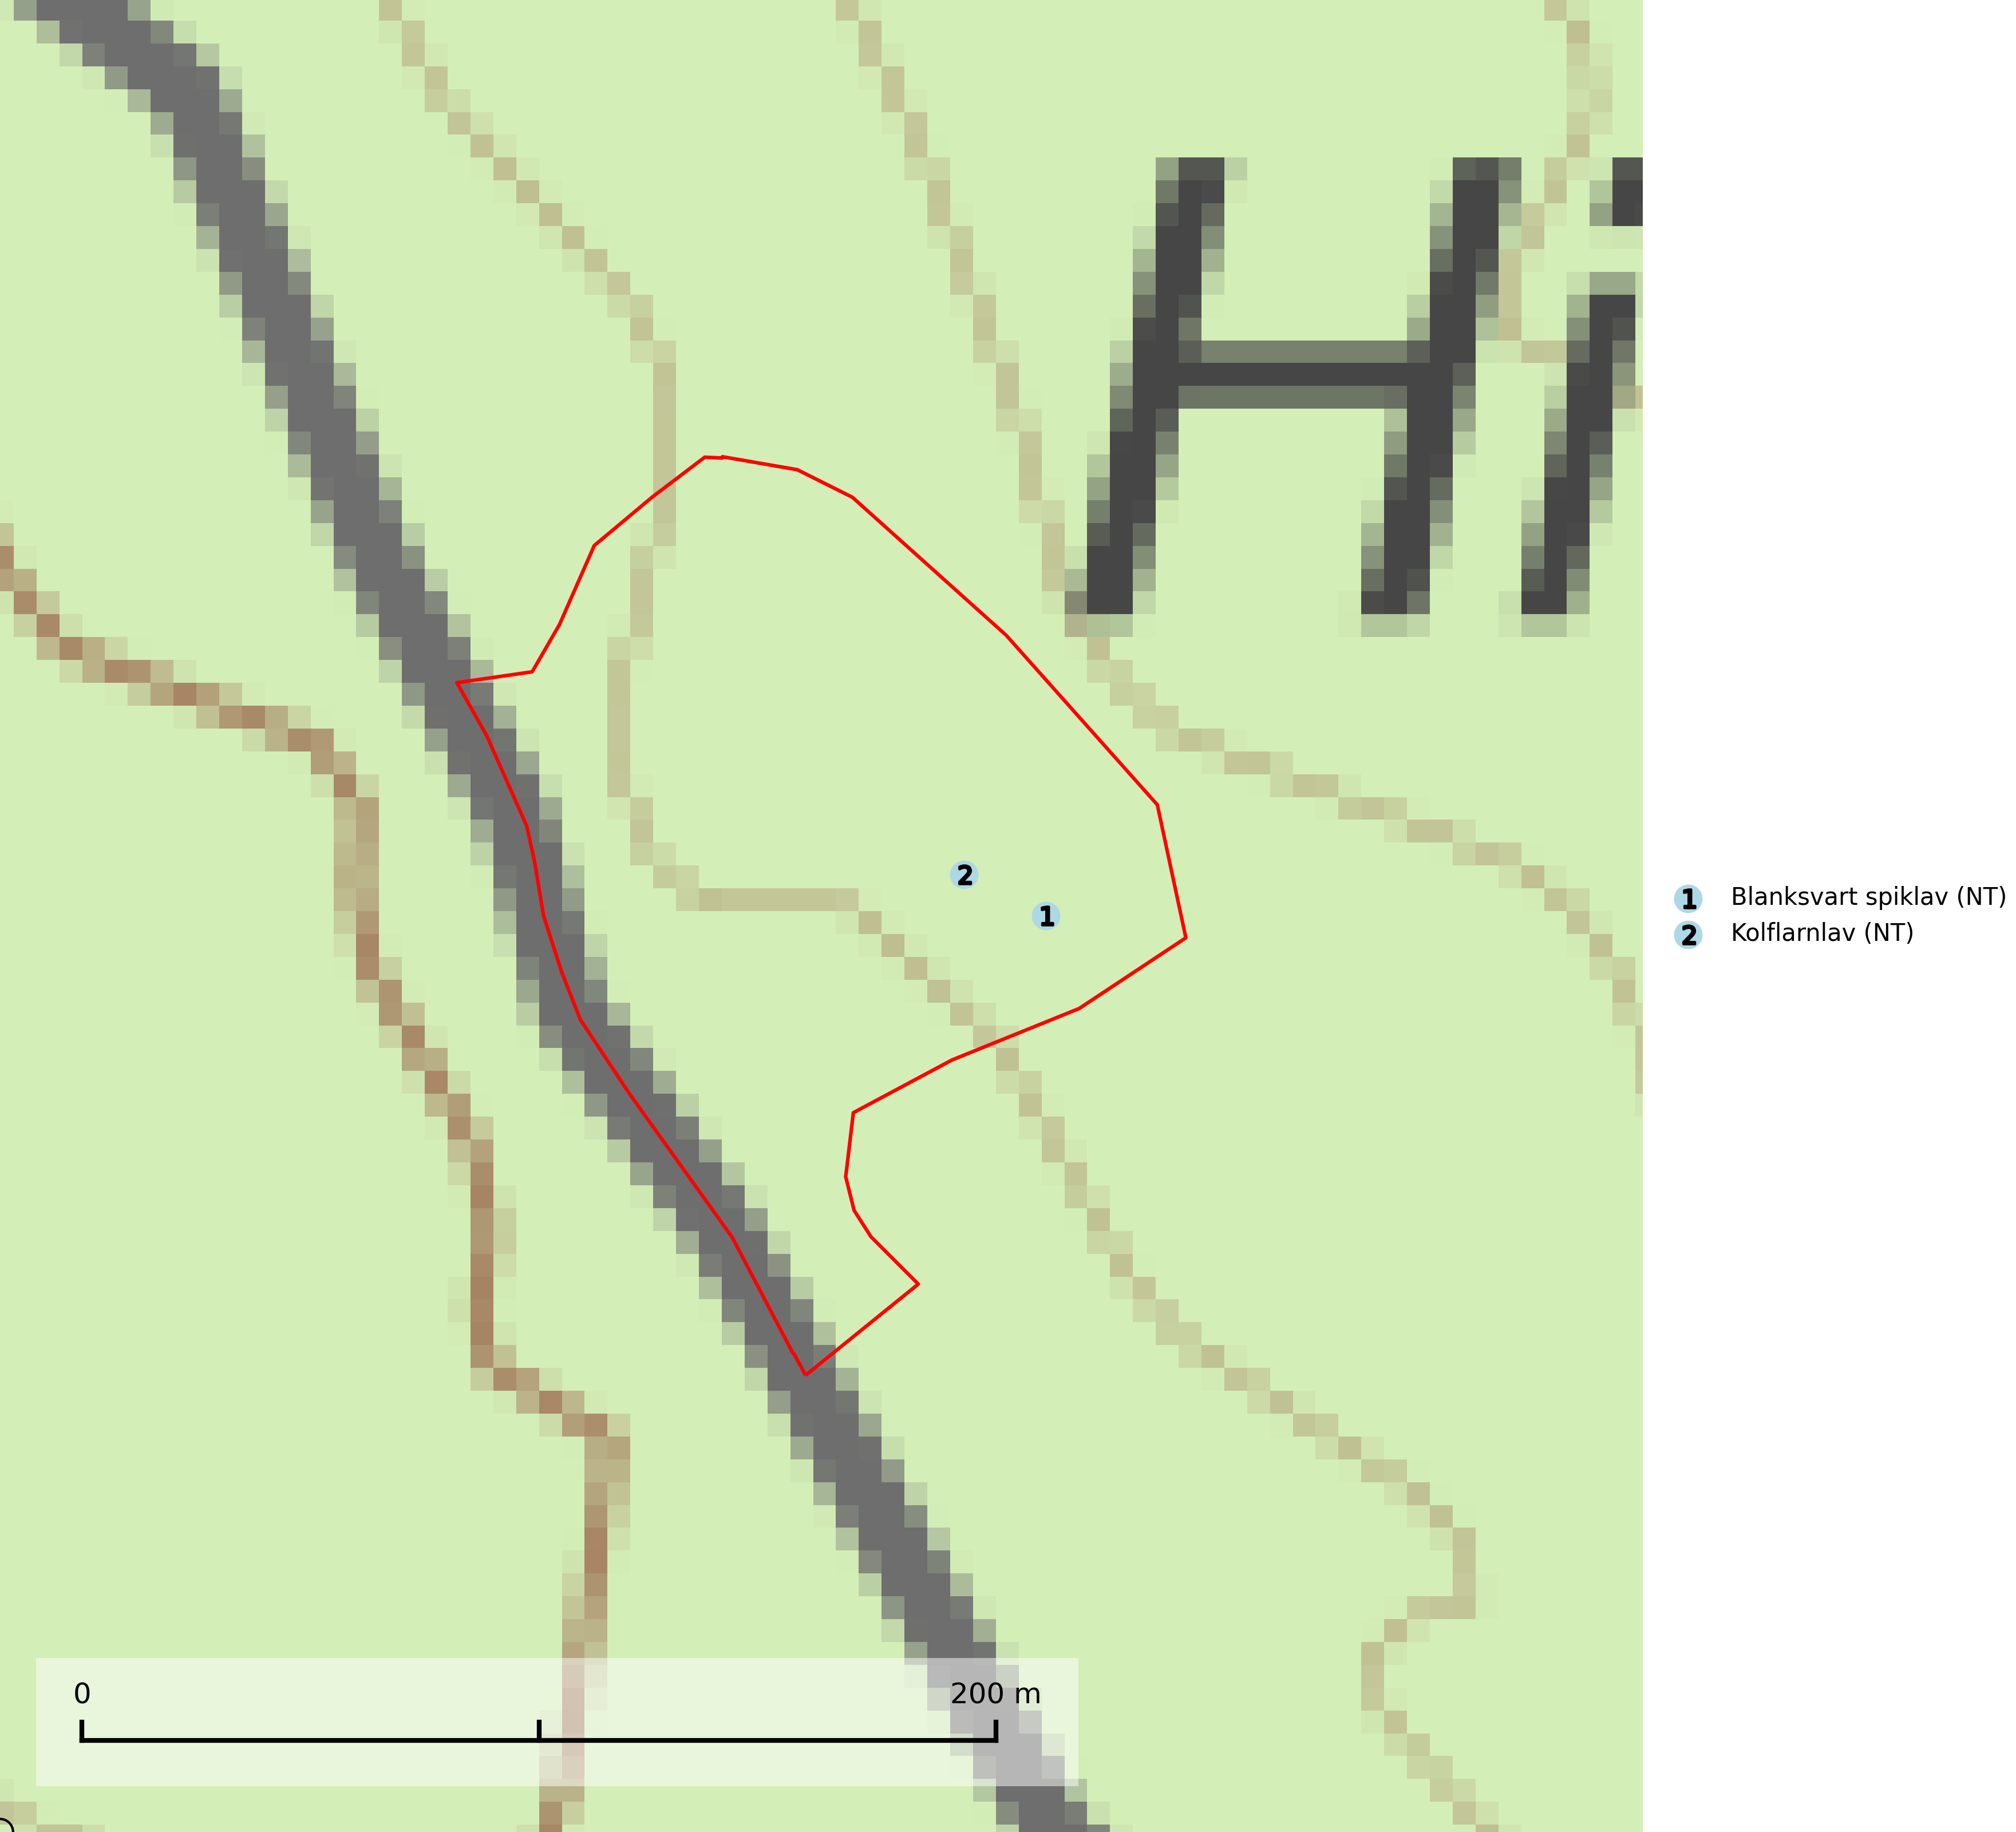 H
2
1
1 Blanksvart spiklav (NT)
2 Kolflarnlav (NT)
0 200 m